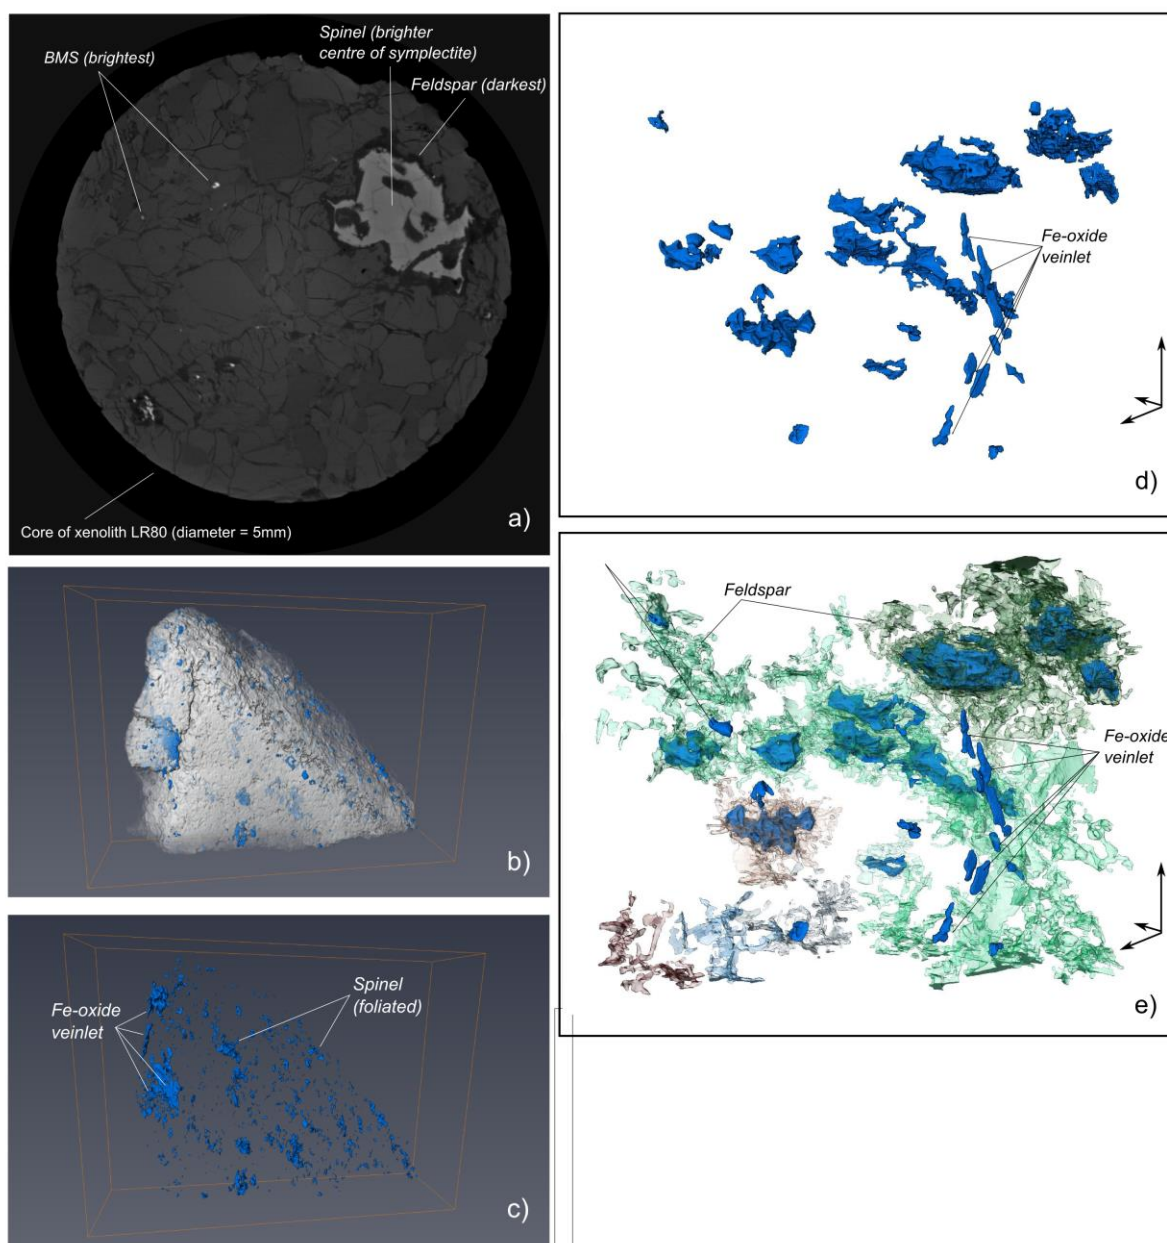 BMS (brightest)
Spinel (brighter
centre of symplectite)
Feldspar (darkest)
Core of xenolith LR80 (diameter = 5mm)
a)
b)
Fe-oxide
veinlet
Spinel
(foliated)
c)
Fe-oxide
veinlet
d)
Feldspar
Fe-oxide
veinlet
e)